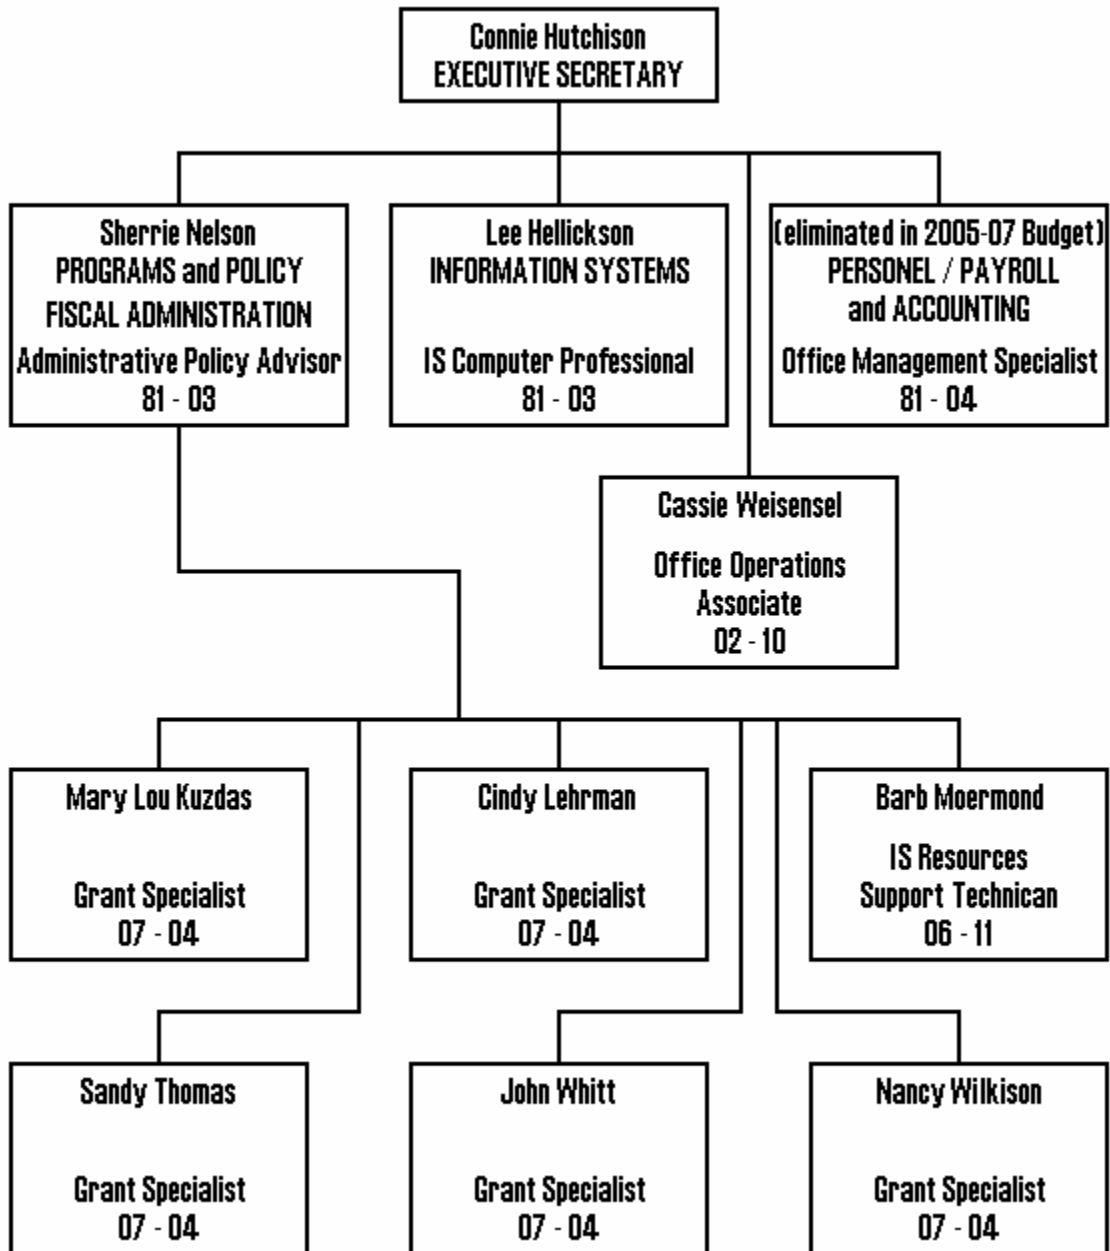 Connie Hutchison
EXECUTIVE SECRETARY
Sherrie Nelson
PROGRAMS and POLICY
FISCAL ADMINISTRATION
Administrative Policy Advisor
81 - 03
Lee Hellickson
INFORMATION SYSTEMS
IS Computer Professional
81 - 03
(eliminated in 2005-07 Budget)
PERSONEL / PAYROLL
and ACCOUNTING
Office Management Specialist
81 - 04
Cassie Weisensel
Office Operations
Associate
02 - 10
Mary Lou Kuzdas
Grant Specialist
07 - 04
Cindy Lehrman
Grant Specialist
07 - 04
Barb Moermond
IS Resources
Support Technican
06 - 11
Sandy Thomas
Grant Specialist
07 - 04
John Whitt
Grant Specialist
07 - 04
Nancy Wilkison
Grant Specialist
07 - 04